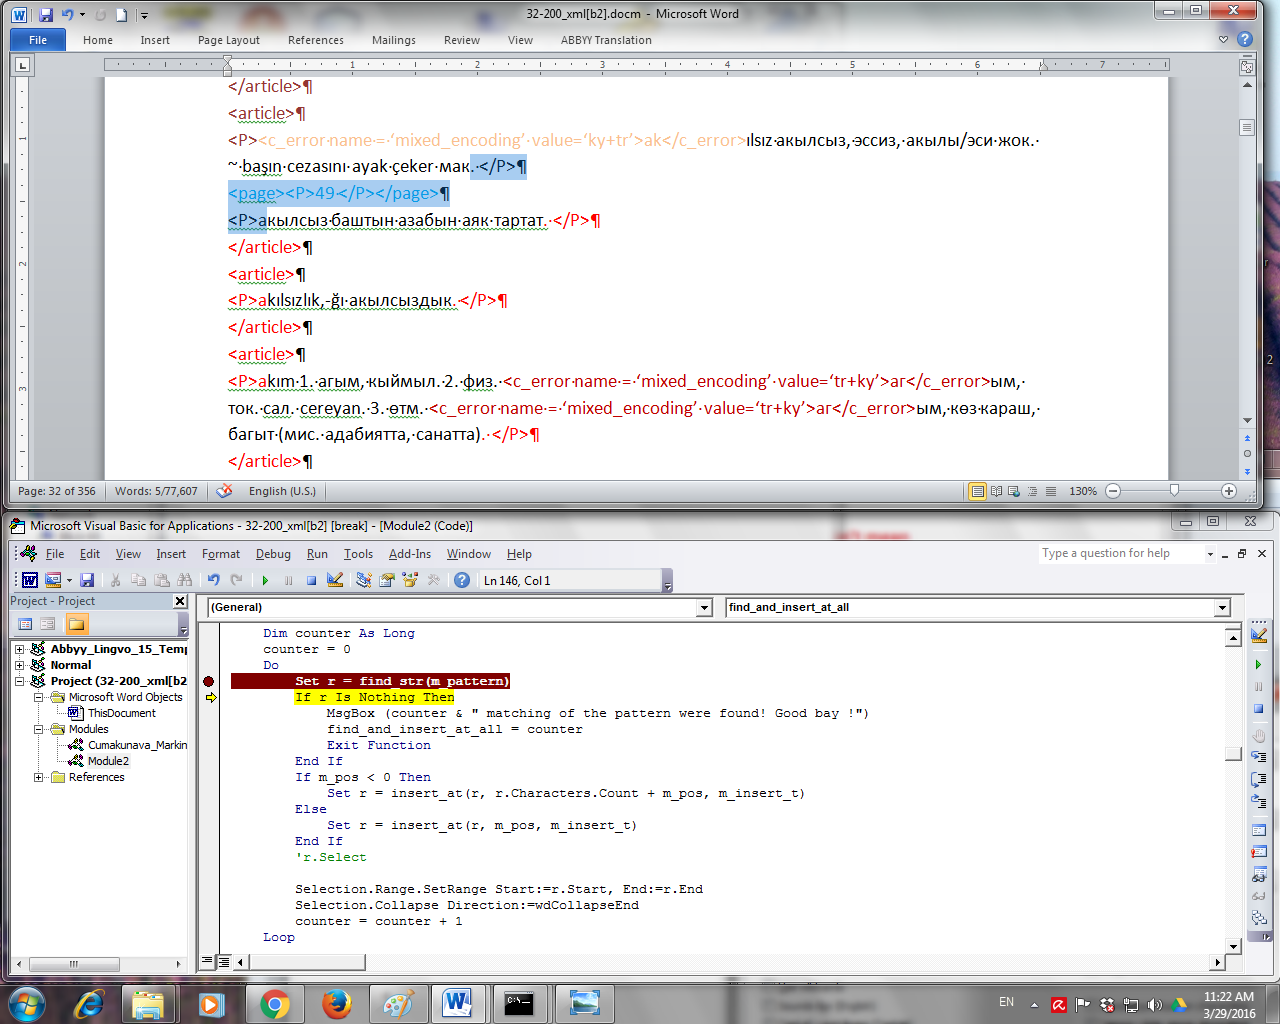 32-200_xml[b2].docm - Microsoft Word
File Home Insert Page Layout References Mailings Review View ABBYY Translation
1 2 3 4 5 6 7
</article>¶
<article>¶
<P><c_error·name·=·‘mixed_encoding’·value=‘ky+tr’>ak</c_error>ılsız·акылсыз,·эссиз,·акылы/эси·жок.·
~·başın·cezasını·ayak·çeker·мак.·</P>¶
<page><P>49·</P></page>¶
<P>акылсыз·баштын·азабын·аяк·тартат.·</P>¶
</article>¶
<article>¶
<P>akılsızlık,-ğı·акылсыздык.·</P>¶
</article>¶
<article>¶
<P>akım·1.·агым,·кыймыл.·2.·физ.·<c_error·name·=·‘mixed_encoding’·value=‘tr+ky’>аг</c_error>ым,·
ток.·сал.·cereyan.·3.·өтм.·<c_error·name·=·‘mixed_encoding’·value=‘tr+ky’>аг</c_error>ым,·көз·караш,·
багыт·(мис.·адабиятта,·санатта).·</P>¶
</article>¶
Page: 32 of 356 Words: 5/77,607 English (U.S.) 130%
Microsoft Visual Basic for Applications - 32-200_xml[b2] [break] - [Module2 (Code)]
File Edit View Insert Format Debug Run Tools Add-Ins Window Help Type a question for help
Ln 146, Col 1
Project - Project
(General) find_and_insert_at_all
Abbyy_Lingvo_15_Temp
Normal
Project (32-200_xml[b2
Microsoft Word Objects
ThisDocument
Modules
Cumakunava_Markin
Module2
References
Dim counter As Long
counter = 0
Do
Set r = find_str(m_pattern)
If r Is Nothing Then
MsgBox (counter & " matching of the pattern were found! Good bay !")
find_and_insert_at_all = counter
Exit Function
End If
If m_pos < 0 Then
Set r = insert_at(r, r.Characters.Count + m_pos, m_insert_t)
Else
Set r = insert_at(r, m_pos, m_insert_t)
End If
'r.Select
Selection.Range.SetRange Start:=r.Start, End:=r.End
Selection.Collapse Direction:=wdCollapseEnd
counter = counter + 1
Loop
EN 11:22 AM
3/29/2016